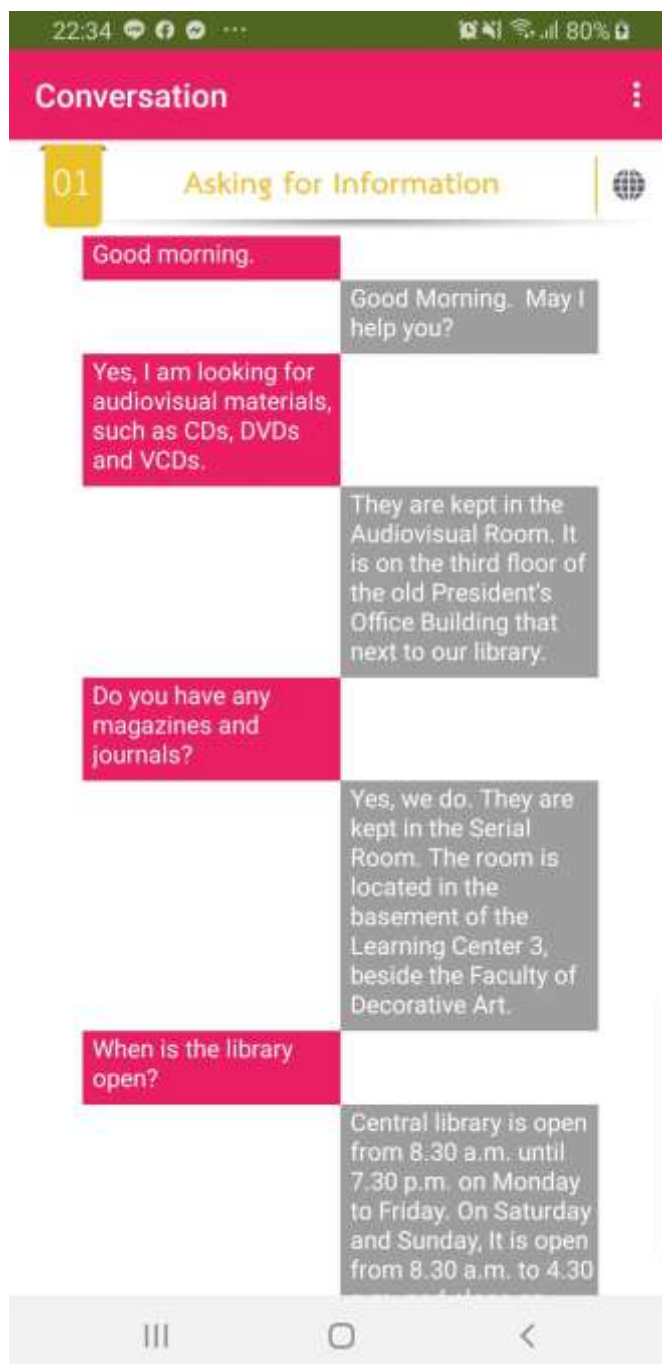 22:34 ... 80%
Conversation
01 Asking for Information
Good morning.
Good Morning.  May I
help you?
Yes, I am looking for
audiovisual materials,
such as CDs, DVDs
and VCDs.
They are kept in the
Audiovisual Room. It
is on the third floor of
the old President's
Office Building that
next to our library.
Do you have any
magazines and
journals?
Yes, we do. They are
kept in the Serial
Room. The room is
located in the
basement of the
Learning Center 3,
beside the Faculty of
Decorative Art.
When is the library
open?
Central library is open
from 8.30 a.m. until
7.30 p.m. on Monday
to Friday. On Saturday
and Sunday, It is open
from 8.30 a.m. to 4.30